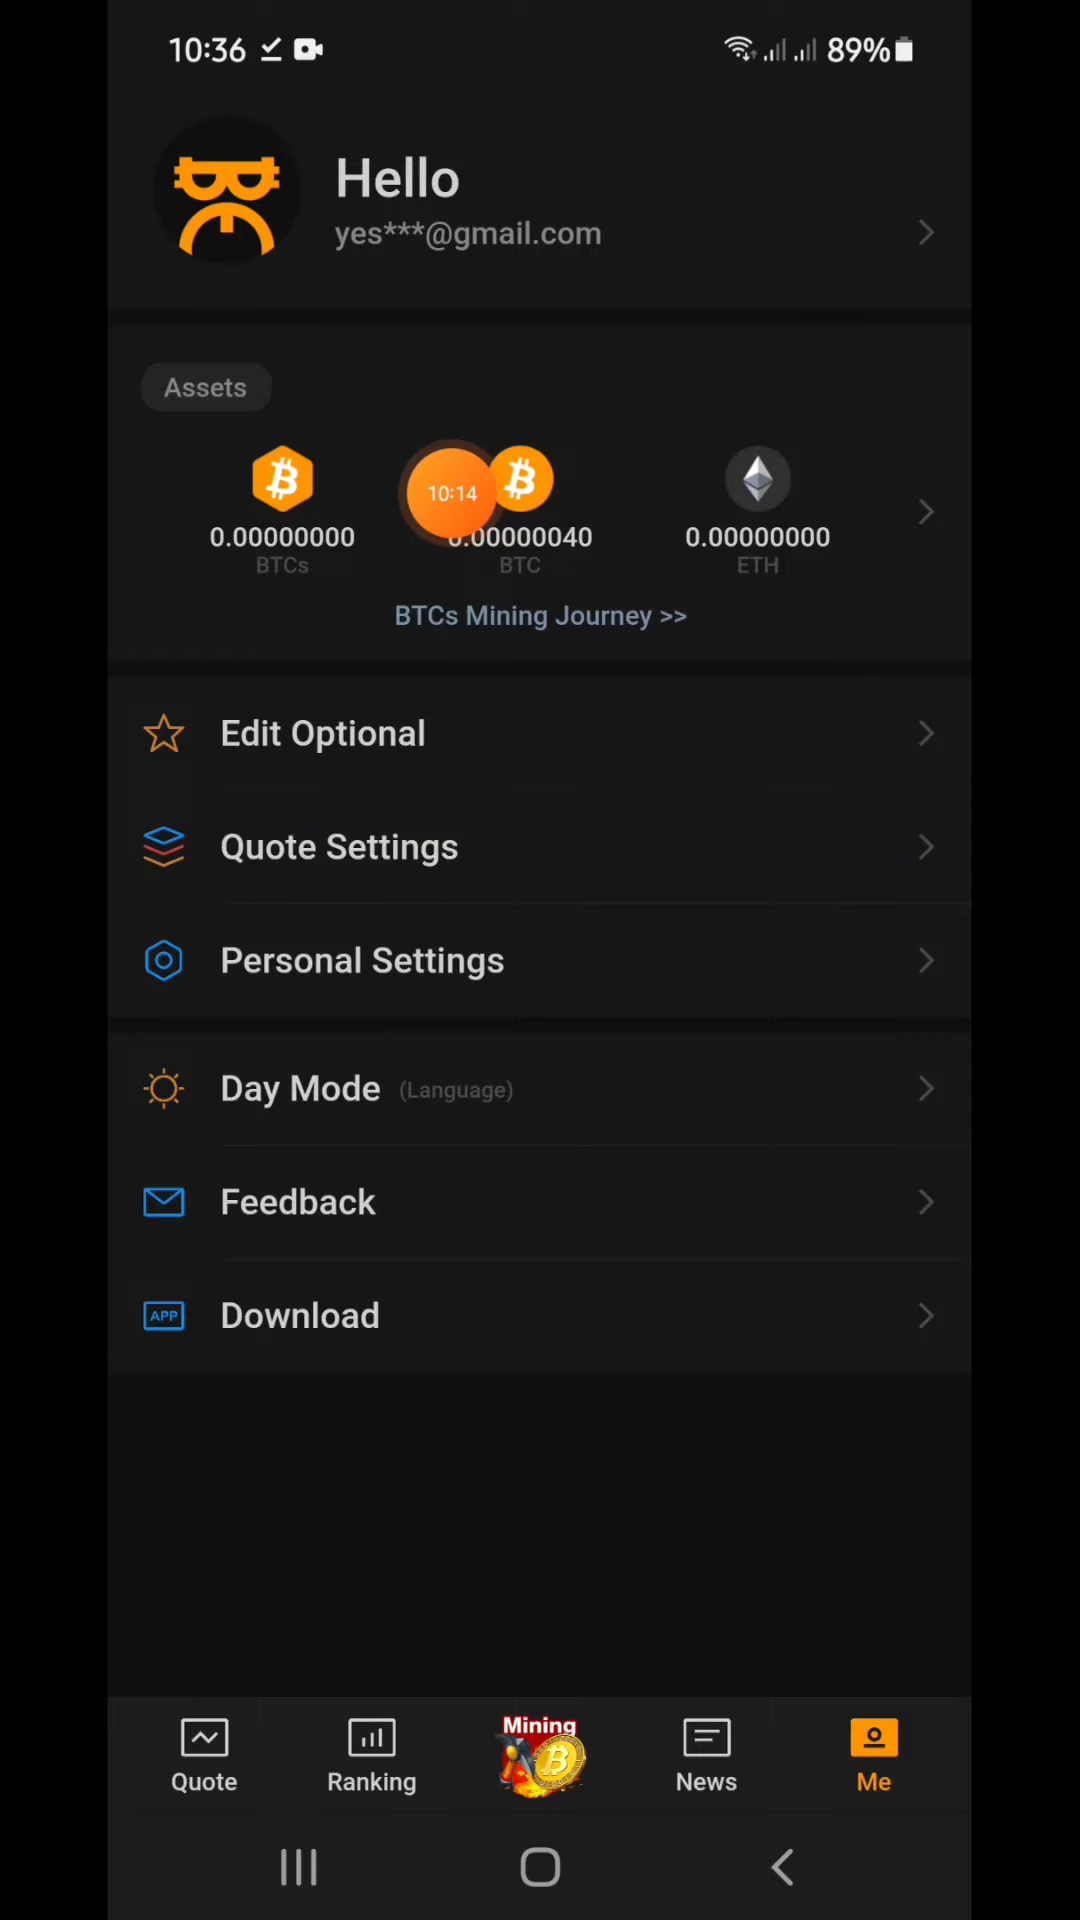 10:36
89%
Hello
yes***@gmail.com
Assets
10:14
0.00000000
0.00000040
0.00000000
BTCs
BTC
ETH
BTCs Mining Journey >>
Edit Optional
Quote Settings
Personal Settings
Day Mode (Language)
Feedback
APP
Download
Mining
Quote
Ranking
News
Me